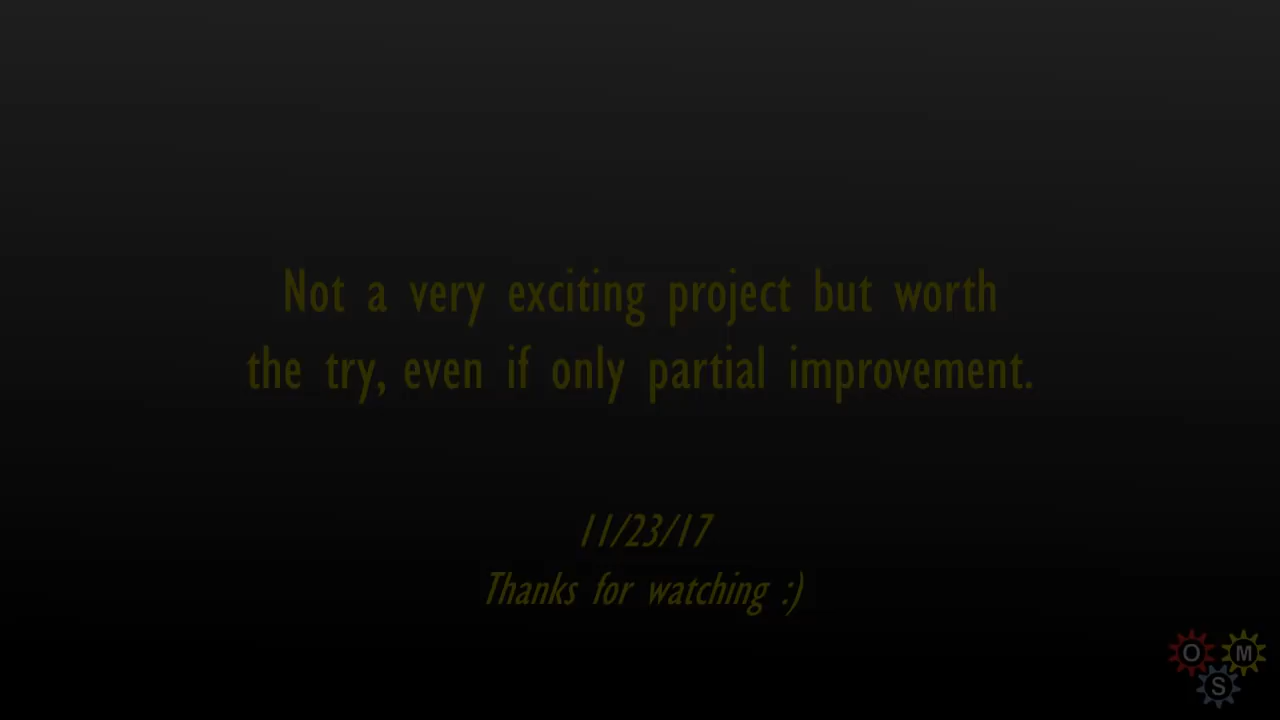 Not a very exciting project but worth
the try, even if only partial improvement.
11/23/17
Thanks for watching :)
O M
S